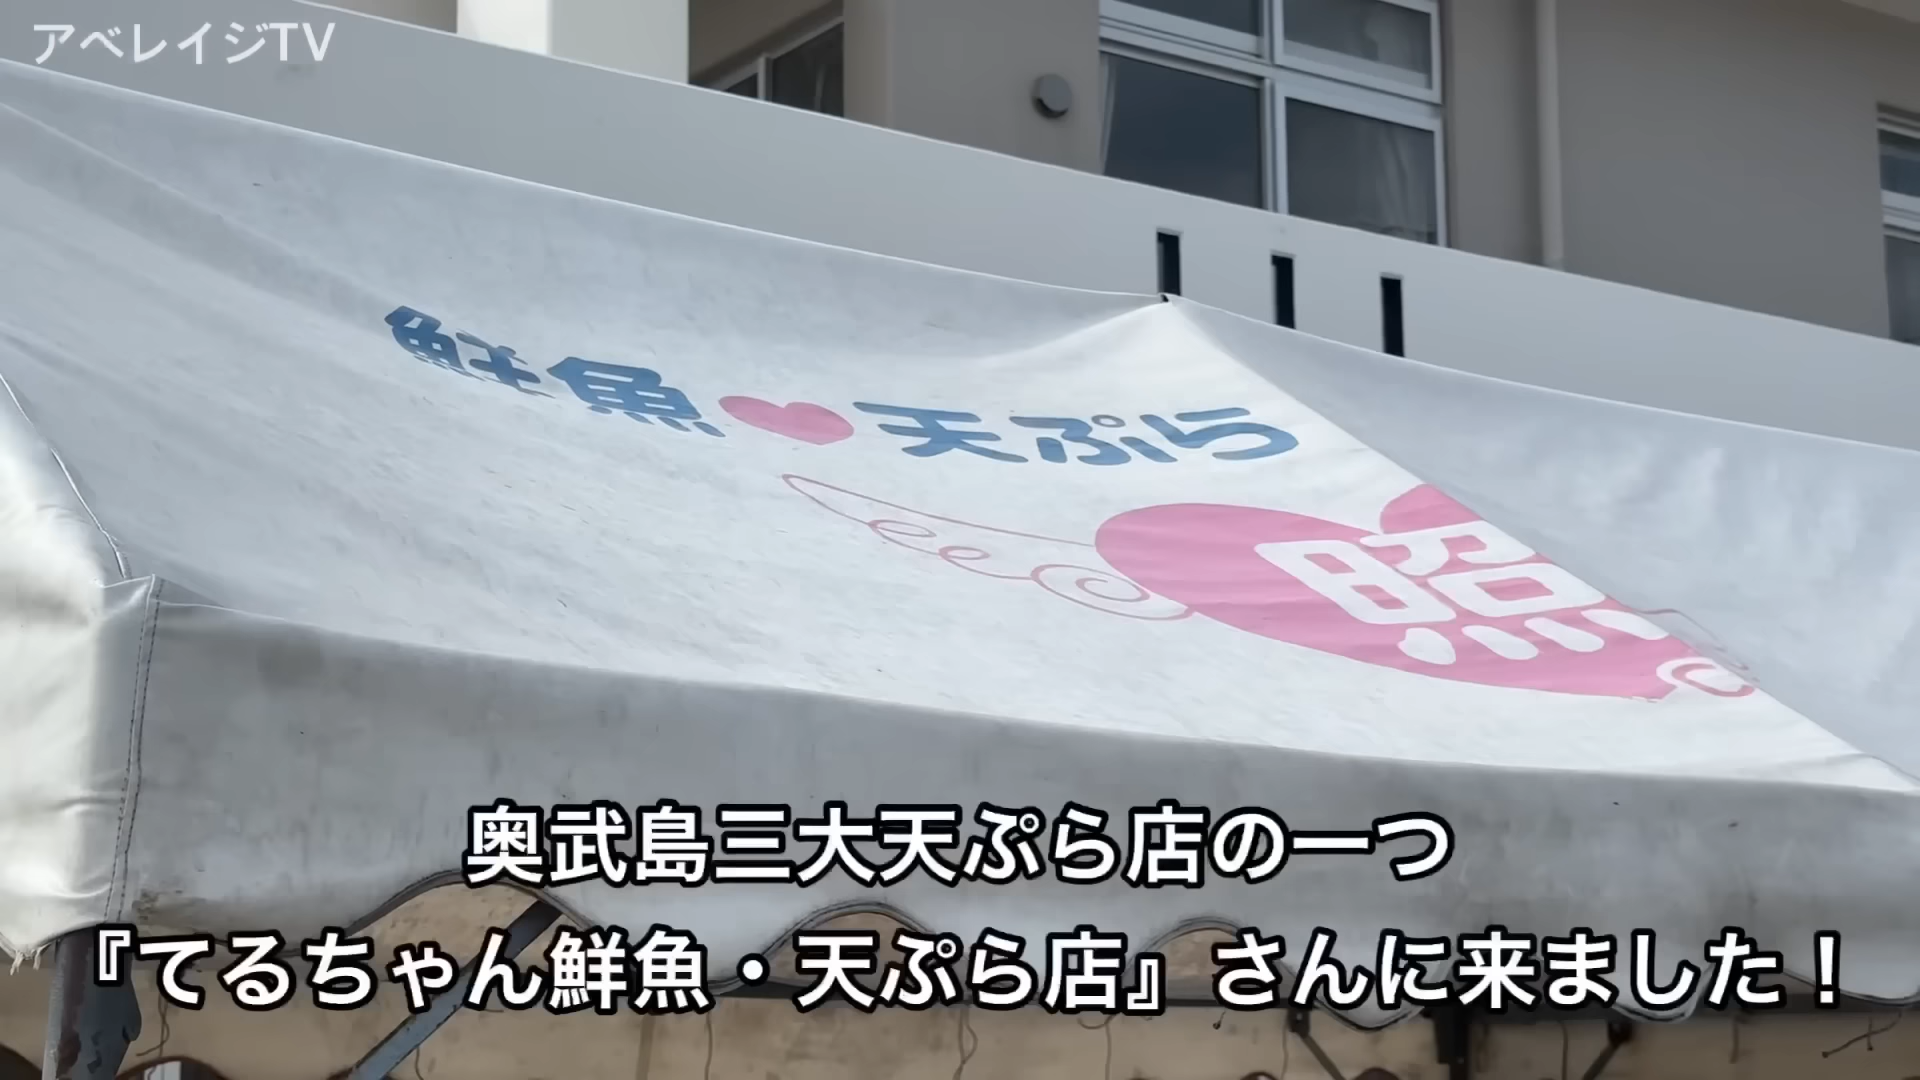 アベレイジTV
鮮魚♥天ぷら
照
奥武島三大天ぷら店の一つ
『てるちゃん鮮魚・天ぷら店』さんに来ました！